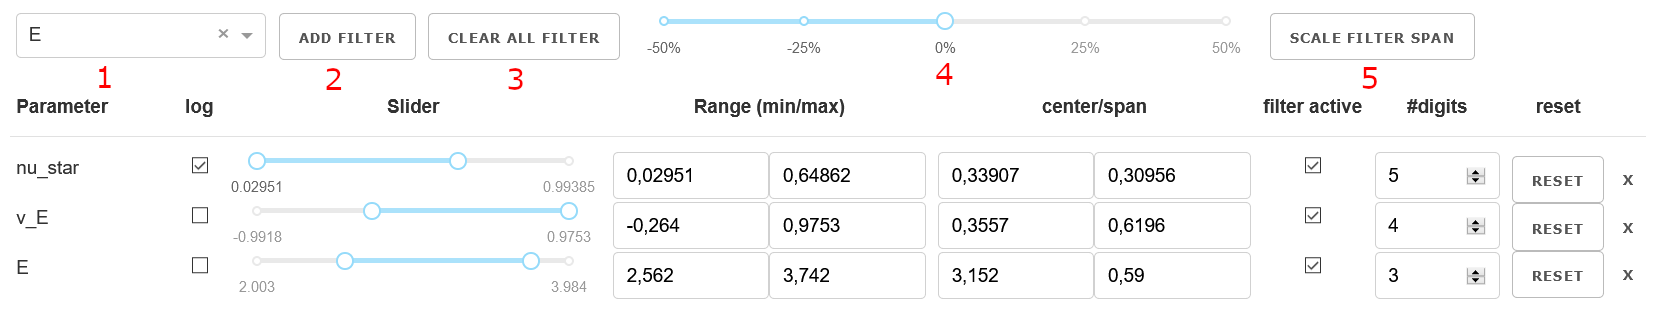 E × ADD FILTER CLEAR ALL FILTER SCALE FILTER SPAN
-50% -25% 0% 25% 50%
1 2 3 4 5
Parameter log Slider Range (min/max) center/span filter active #digits reset
nu_star 0.02951 0.99385 0,02951 0,64862 0,33907 0,30956 5 RESET x
v_E -0.9918 0.9753 -0,264 0,9753 0,3557 0,6196 4 RESET x
E 2.003 3.984 2,562 3,742 3,152 0,59 3 RESET x